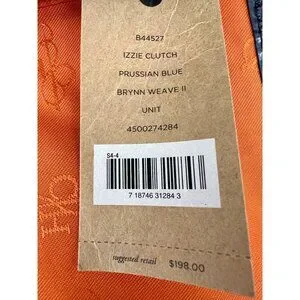 B44527
IZZIE CLUTCH
PRUSSIAN BLUE
BRYNN WEAVE II
UNIT
4500274284
S4-4
7 18746 31284 3
suggested retail $198.00